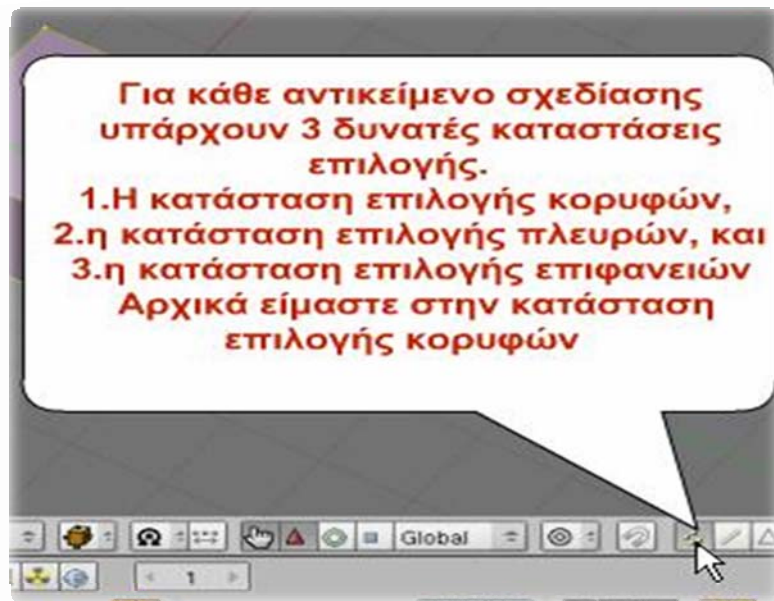 Για κάθε αντικείμενο σχεδίασης
υπάρχουν 3 δυνατές καταστάσεις
επιλογής.
1.Η κατάσταση επιλογής κορυφών,
2.η κατάσταση επιλογής πλευρών, και
3.η κατάσταση επιλογής επιφανειών
Αρχικά είμαστε στην κατάσταση
επιλογής κορυφών
Global
1